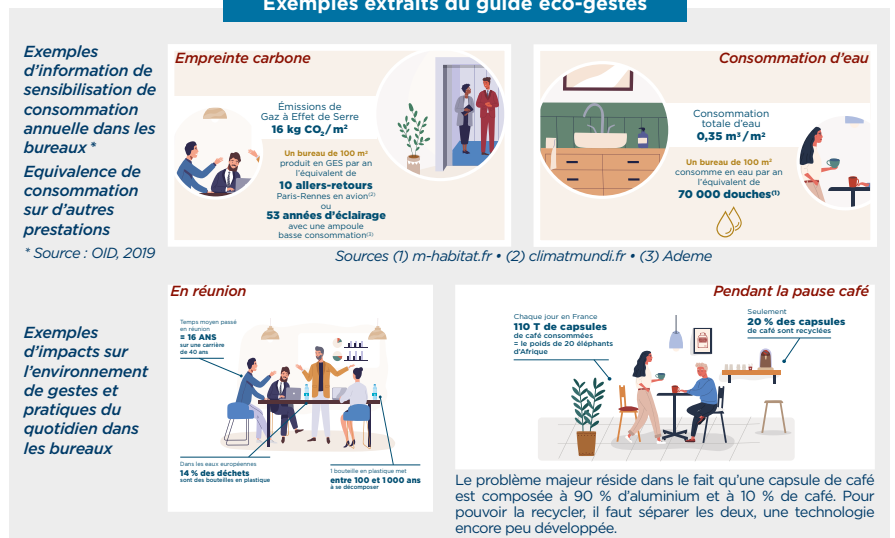 Exemples extraits du guide éco-gestes
Exemples
d’information de
sensibilisation de
consommation
annuelle dans les
bureaux *
Equivalence de
consommation
sur d’autres
prestations
* Source : OID, 2019
Empreinte carbone
Émissions de
Gaz à Effet de Serre
16 kg CO₂/m²
Un bureau de 100 m²
produit en GES par an
l’équivalent de
10 allers-retours
Paris-Rennes en avion⁽²⁾
ou
53 années d’éclairage
avec une ampoule
basse consommation⁽³⁾
Consommation d’eau
Consommation
totale d’eau
0,35 m³/m²
Un bureau de 100 m²
consomme en eau par an
l’équivalent de
70 000 douches⁽¹⁾
Sources (1) m-habitat.fr • (2) climatmundi.fr • (3) Ademe
Exemples
d’impacts sur
l’environnement
de gestes et
pratiques du
quotidien dans
les bureaux
En réunion
Temps moyen passé
en réunion
= 16 ANS
sur une carrière
de 40 ans
Dans les eaux européennes
14 % des déchets
sont des bouteilles en plastique
1 bouteille en plastique met
entre 100 et 1 000 ans
à se décomposer
Pendant la pause café
Chaque jour en France
110 T de capsules
de café consommées
= le poids de 20 éléphants
d’Afrique
Seulement
20 % des capsules
de café sont recyclées
Le problème majeur réside dans le fait qu’une capsule de café
est composée à 90 % d’aluminium et à 10 % de café. Pour
pouvoir la recycler, il faut séparer les deux, une technologie
encore peu développée.